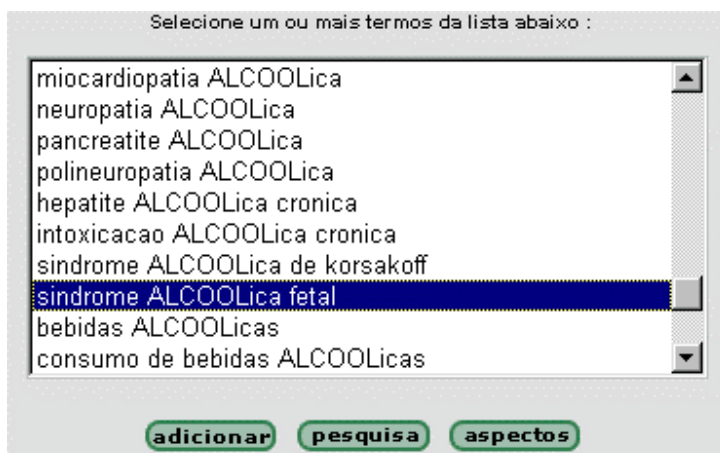 Selecione um ou mais termos da lista abaixo :
miocardiopatia ALCOOLica
neuropatia ALCOOLica
pancreatite ALCOOLica
polineuropatia ALCOOLica
hepatite ALCOOLica cronica
intoxicacao ALCOOLica cronica
sindrome ALCOOLica de korsakoff
sindrome ALCOOLica fetal
bebidas ALCOOLicas
consumo de bebidas ALCOOLicas
adicionar pesquisa aspectos